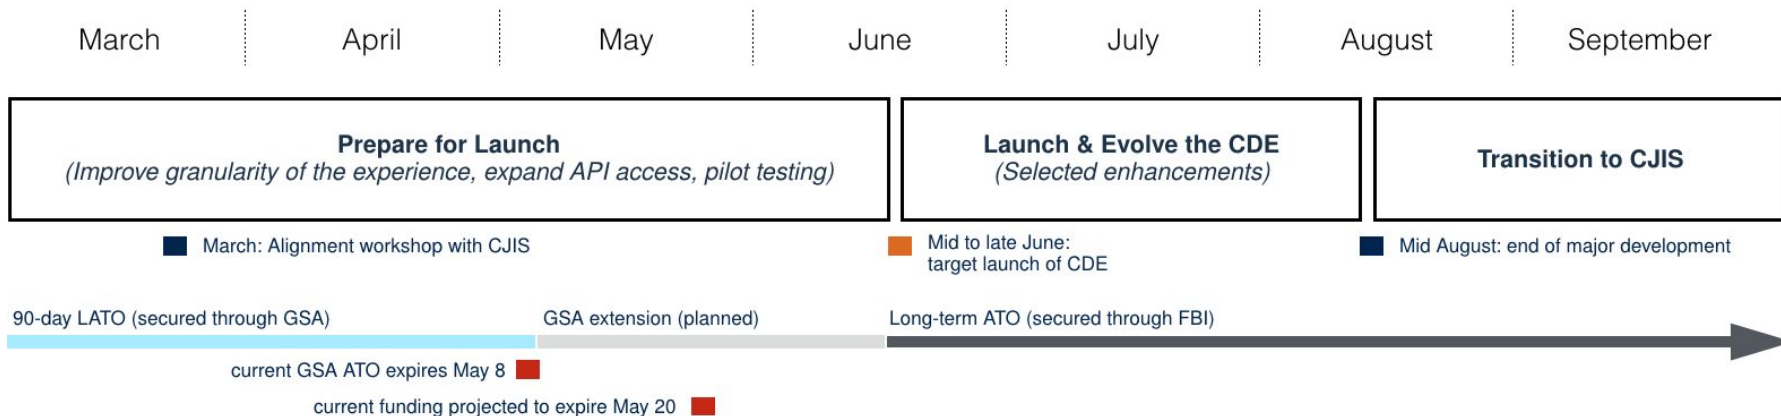 March
April
May
June
July
August
September
Prepare for Launch
(Improve granularity of the experience, expand API access, pilot testing)
Launch & Evolve the CDE
(Selected enhancements)
Transition to CJIS
March: Alignment workshop with CJIS
Mid to late June:
target launch of CDE
Mid August: end of major development
90-day LATO (secured through GSA)
GSA extension (planned)
Long-term ATO (secured through FBI)
current GSA ATO expires May 8
current funding projected to expire May 20